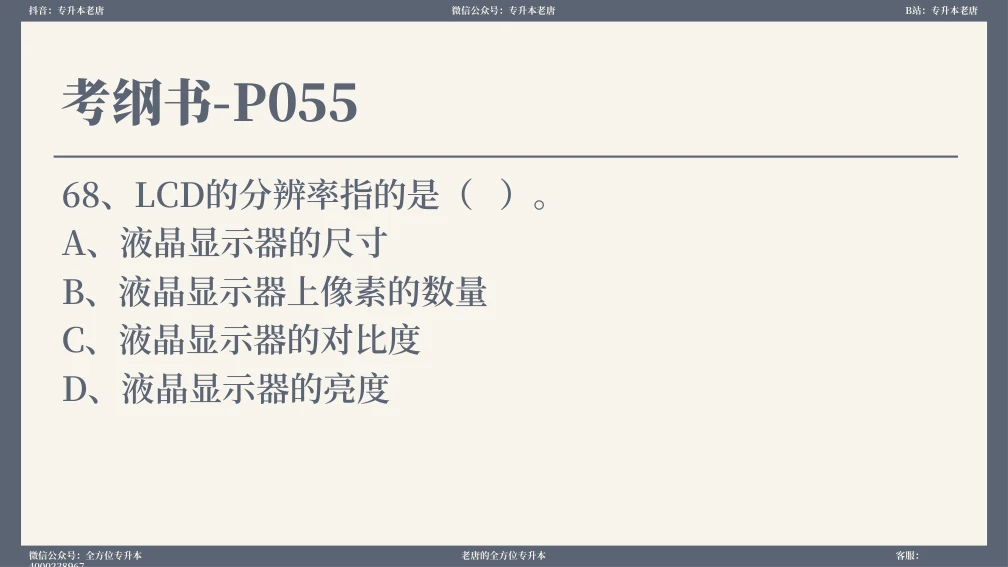 抖音：专升本老唐
微信公众号：专升本老唐
B站：专升本老唐
考纲书-P055
68、LCD的分辨率指的是（ ）。
A、液晶显示器的尺寸
B、液晶显示器上像素的数量
C、液晶显示器的对比度
D、液晶显示器的亮度
微信公众号：全方位专升本
老唐的全方位专升本
客服：
4000238967